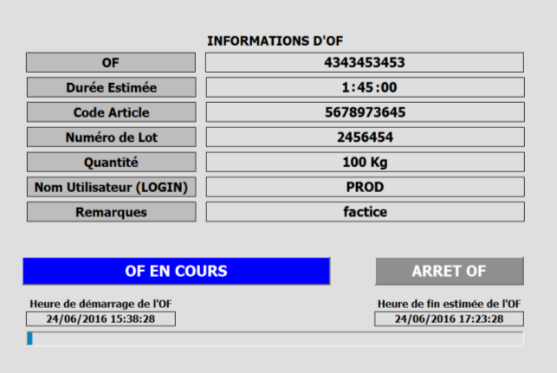 INFORMATIONS D'OF
OF 4343453453
Durée Estimée 1:45:00
Code Article 5678973645
Numéro de Lot 2456454
Quantité 100 Kg
Nom Utilisateur (LOGIN) PROD
Remarques factice
OF EN COURS ARRET OF
Heure de démarrage de l'OF Heure de fin estimée de l'OF
24/06/2016 15:38:28 24/06/2016 17:23:28